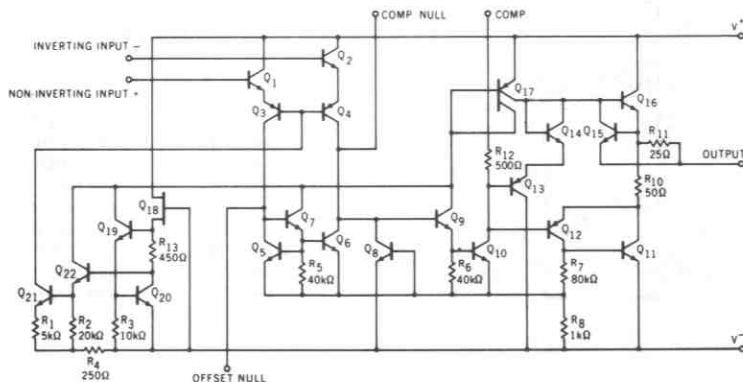 COMP NULL
COMP
V+
INVERTING INPUT −
Q2
Q1
NON-INVERTING INPUT +
Q17
Q16
Q3
Q4
Q14
Q15
R11
25Ω
R12
500Ω
OUTPUT
Q13
R10
50Ω
Q18
Q19
Q7
Q9
Q12
R13
450Ω
Q22
Q5
Q6
Q8
Q10
Q11
R5
40kΩ
R6
40kΩ
R7
80kΩ
Q21
Q20
R1
5kΩ
R2
20kΩ
R3
10kΩ
R8
1kΩ
V−
R4
250Ω
OFFSET NULL